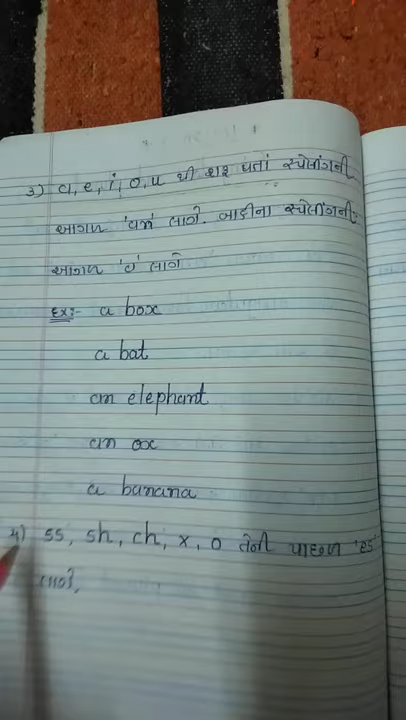 ૩) a, e, i, o, u થી શરૂ થતાં સ્પેલીંગની
આગળ 'an' લાગે. બાકીના સ્પેલીંગની
આગળ 'a' લાગે
Ex:- a box
a bat
an elephant
an ox
a banana
૪) ss, sh, ch, x, o તેની પાછળ 'es'
લાગે.